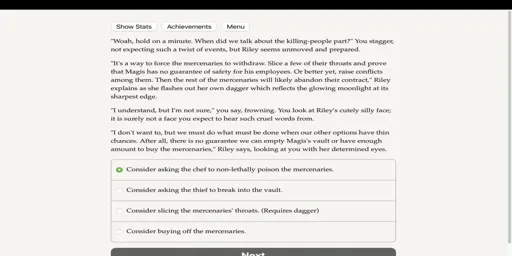 Show Stats Achievements Menu
"Woah, hold on a minute. When did we talk about the killing-people part?" You stagger,
not expecting such a twist of events, but Riley seems unmoved and prepared.
"It's a way to force the mercenaries to withdraw. Slice a few of their throats and prove
that Magis has no guarantee of safety for his employees. Or better yet, raise conflicts
among them. Then the rest of the mercenaries will likely abandon their contract," Riley
explains as she flashes out her own dagger which reflects the glowing moonlight at its
sharpest edge.
"I understand, but I'm not sure," you say, frowning. You look at Riley's cutely silly face;
it is surely not a face you expect to hear such cruel words from.
"I don't want to, but we must do what must be done when our other options have thin
chances. After all, there is no guarantee we can empty Magis's vault or have enough
amount to buy the mercenaries," Riley says, looking at you with her determined eyes.
Consider asking the chef to non-lethally poison the mercenaries.
Consider asking the thief to break into the vault.
Consider slicing the mercenaries' throats. (Requires dagger)
Consider buying off the mercenaries.
Next